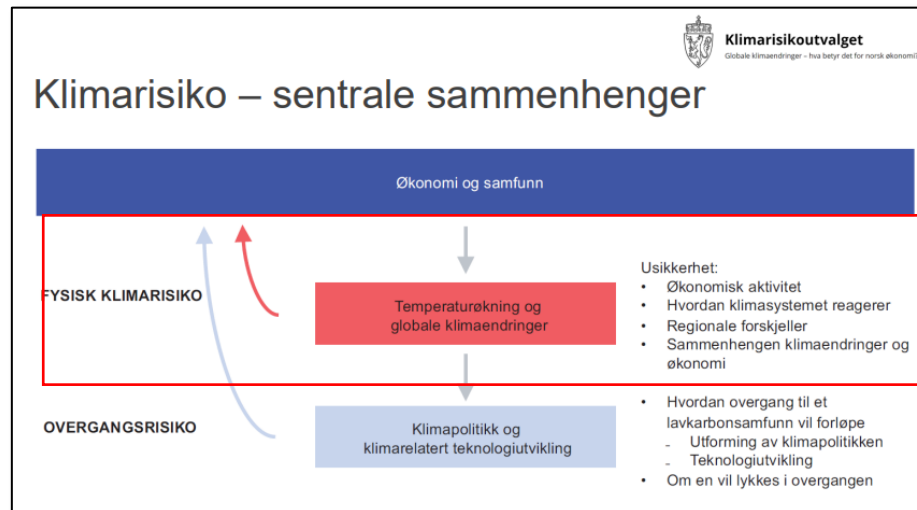 Klimarisikoutvalget
Globale klimaendringer – hva betyr det for norsk økonomi?
Klimarisiko – sentrale sammenhenger
Økonomi og samfunn
FYSISK KLIMARISIKO
Temperaturøkning og
globale klimaendringer
Usikkerhet:
• Økonomisk aktivitet
• Hvordan klimasystemet reagerer
• Regionale forskjeller
• Sammenhengen klimaendringer og
økonomi
OVERGANGSRISIKO
Klimapolitikk og
klimarelatert teknologiutvikling
• Hvordan overgang til et
lavkarbonsamfunn vil forløpe
- Utforming av klimapolitikken
- Teknologiutvikling
• Om en vil lykkes i overgangen